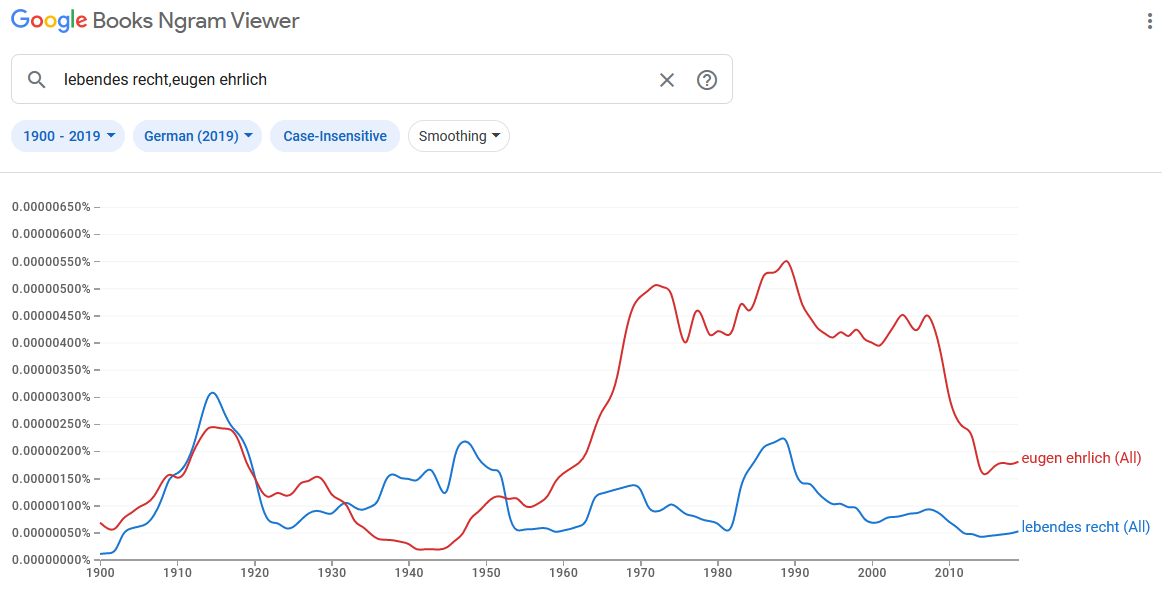 Google Books Ngram Viewer
lebendes recht,eugen ehrlich
1900 - 2019 German (2019) Case-Insensitive Smoothing
0.00000650%
0.00000600%
0.00000550%
0.00000500%
0.00000450%
0.00000400%
0.00000350%
0.00000300%
0.00000250%
0.00000200%
0.00000150%
0.00000100%
0.00000050%
0.00000000%
eugen ehrlich (All)
lebendes recht (All)
1900 1910 1920 1930 1940 1950 1960 1970 1980 1990 2000 2010